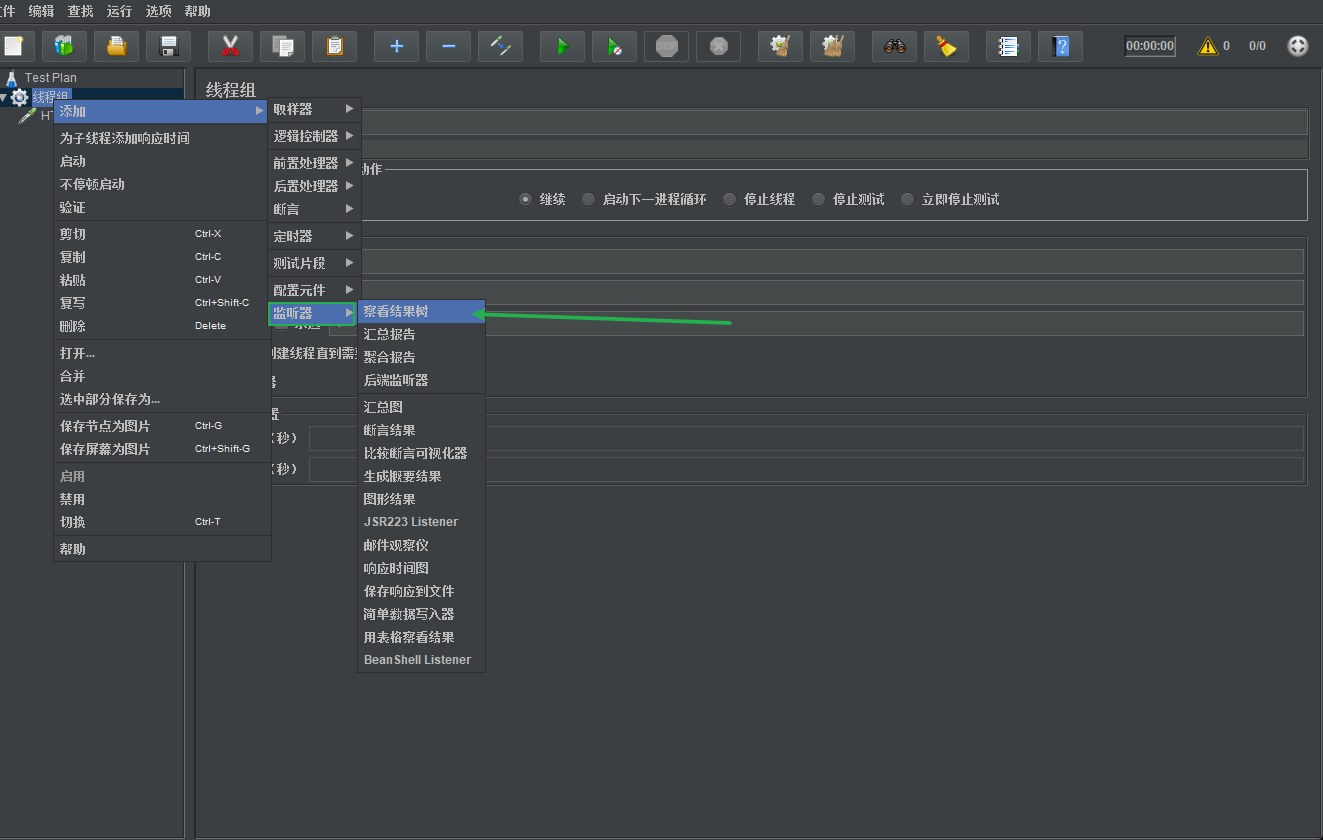 件 编辑 查找 运行 选项 帮助
STOP
?
00:00:00
0
0/0
Test Plan
线程组
HT
线程组
添加
为子线程添加响应时间
启动
不停顿启动
验证
剪切 Ctrl-X
复制 Ctrl-C
粘贴 Ctrl-V
复写 Ctrl+Shift-C
删除 Delete
打开...
合并
选中部分保存为...
保存节点为图片 Ctrl-G
保存屏幕为图片 Ctrl+Shift-G
启用
禁用
切换 Ctrl-T
帮助
取样器
逻辑控制器
前置处理器
后置处理器
断言
定时器
测试片段
配置元件
监听器
察看结果树
汇总报告
聚合报告
后端监听器
汇总图
断言结果
比较断言可视化器
生成概要结果
图形结果
JSR223 Listener
邮件观察仪
响应时间图
保存响应到文件
简单数据写入器
用表格察看结果
BeanShell Listener
动作
继续 启动下一进程循环 停止线程 停止测试 立即停止测试
创建线程直到需要
器
置
(秒)
(秒)